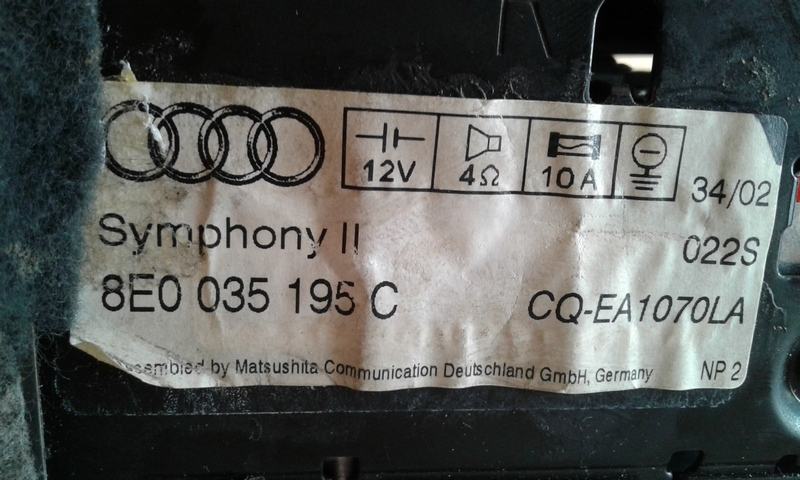 12V 4Ω 10A
34/02
Symphony II 022S
8E0 035 195 C CQ-EA1070LA
by Matsushita Communication Deutschland GmbH, Germany NP 2